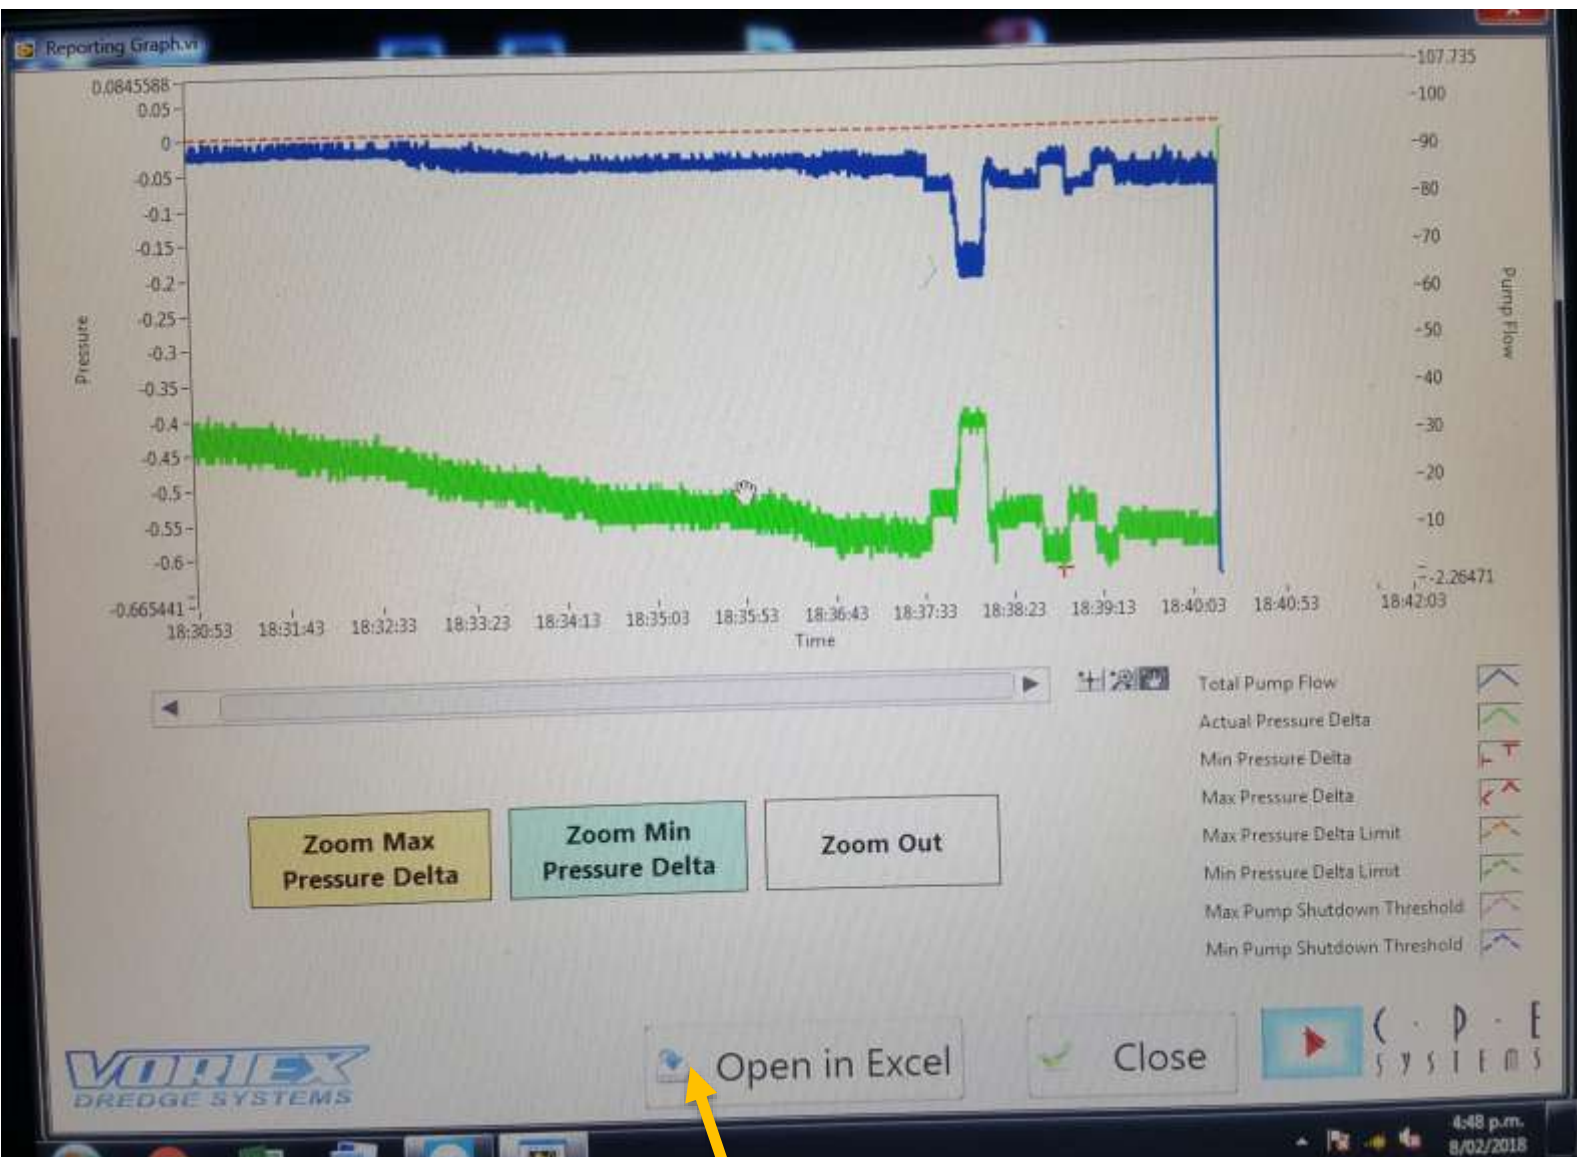 Reporting Graph.vi
0.0845588
0.05
0
-0.05
-0.1
-0.15
-0.2
-0.25
-0.3
-0.35
-0.4
-0.45
-0.5
-0.55
-0.6
-0.665441
Pressure
107.735
100
90
80
70
60
50
40
30
20
10
-2.26471
Pump Flow
18:30:53 18:31:43 18:32:33 18:33:23 18:34:13 18:35:03 18:35:53 18:36:43 18:37:33 18:38:23 18:39:13 18:40:03 18:40:53 18:42:03
Time
Total Pump Flow
Actual Pressure Delta
Min Pressure Delta
Max Pressure Delta
Max Pressure Delta Limit
Min Pressure Delta Limit
Max Pump Shutdown Threshold
Min Pump Shutdown Threshold
Zoom Max
Pressure Delta
Zoom Min
Pressure Delta
Zoom Out
VORTEX
DREDGE SYSTEMS
Open in Excel
Close
C · P · E
SYSTEMS
4:48 p.m.
8/02/2018